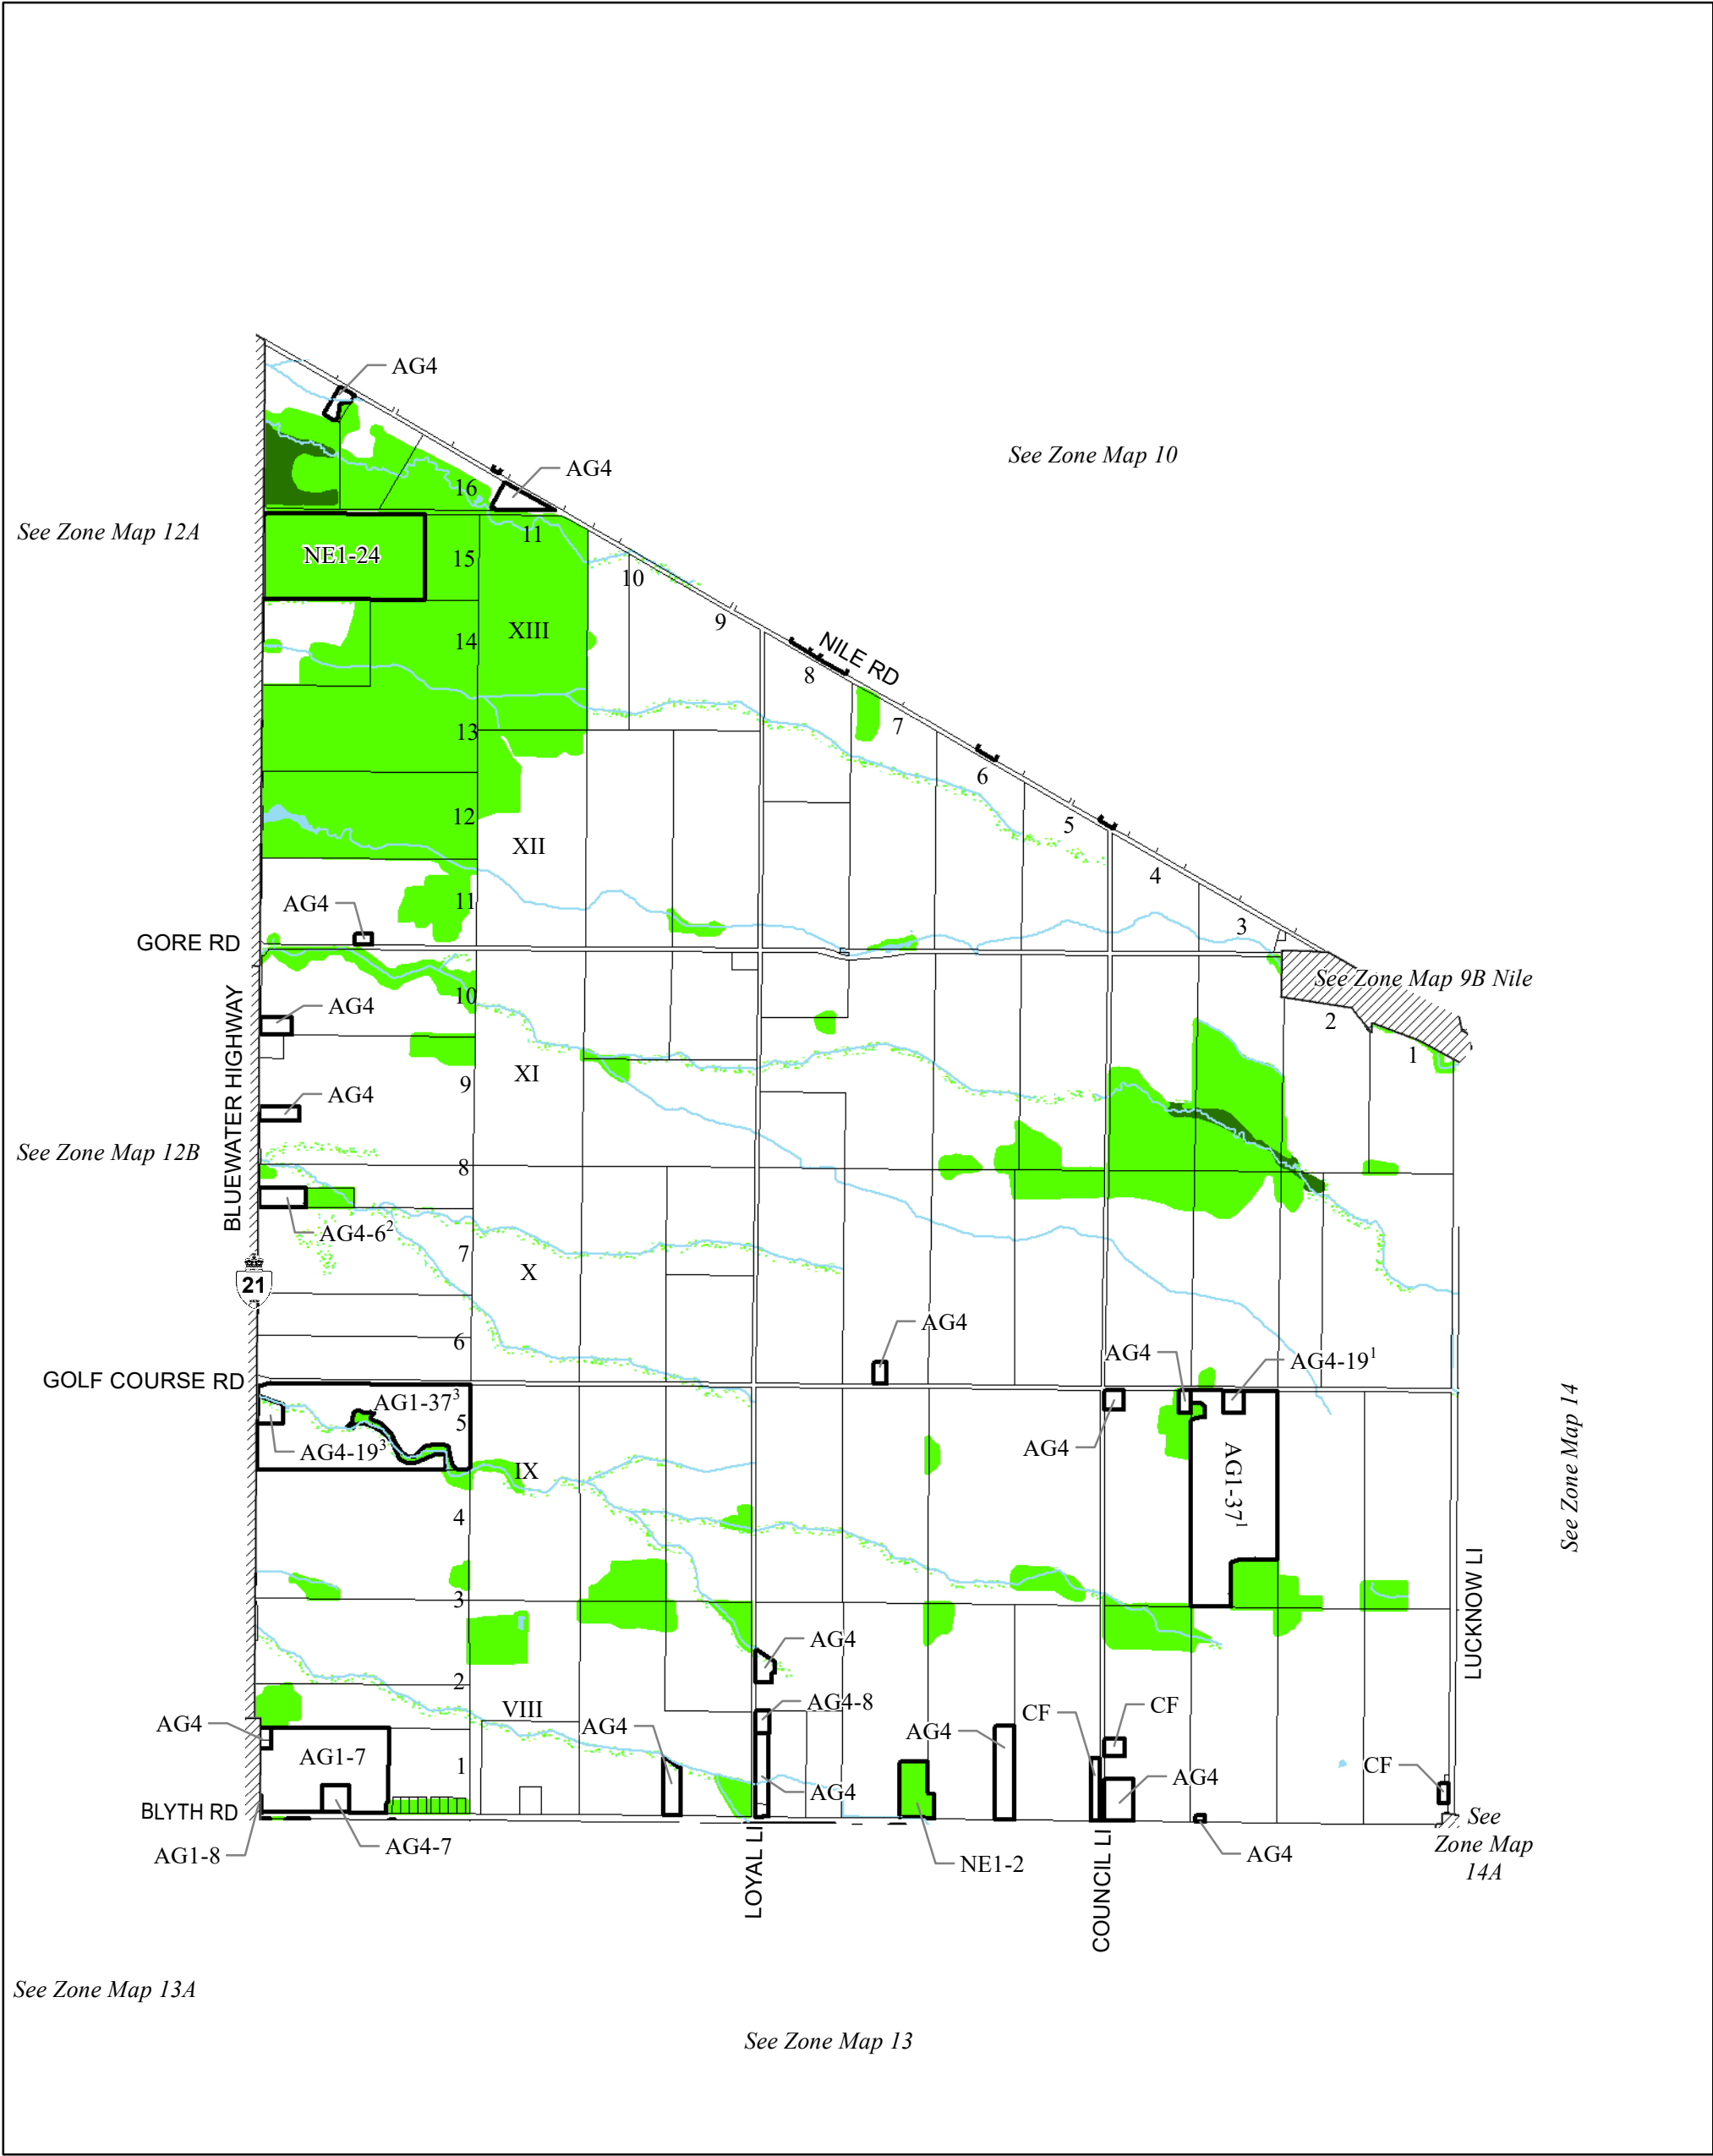 AG4
See Zone Map 10
AG4
16
See Zone Map 12A
11
NE1-24
15
10
9
XIII
14
NILE RD
8
7
13
6
12
5
XII
4
11
AG4
3
GORE RD
See Zone Map 9B Nile
10
AG4
2
1
XI
9
AG4
BLUEWATER HIGHWAY
See Zone Map 12B
8
AG4-6²
7
X
21
AG4
6
AG4
AG4-19¹
GOLF COURSE RD
AG1-37³
5
AG4-19³
AG4
IX
AG1-37¹
See Zone Map 14
4
3
LUCKNOW LI
AG4
2
VIII
AG4-8
CF
CF
AG4
AG4
AG4
AG1-7
1
CF
AG4
AG4
BLYTH RD
See
Zone Map
14A
AG4-7
AG1-8
AG4
NE1-2
LOYAL LI
COUNCIL LI
See Zone Map 13A
See Zone Map 13